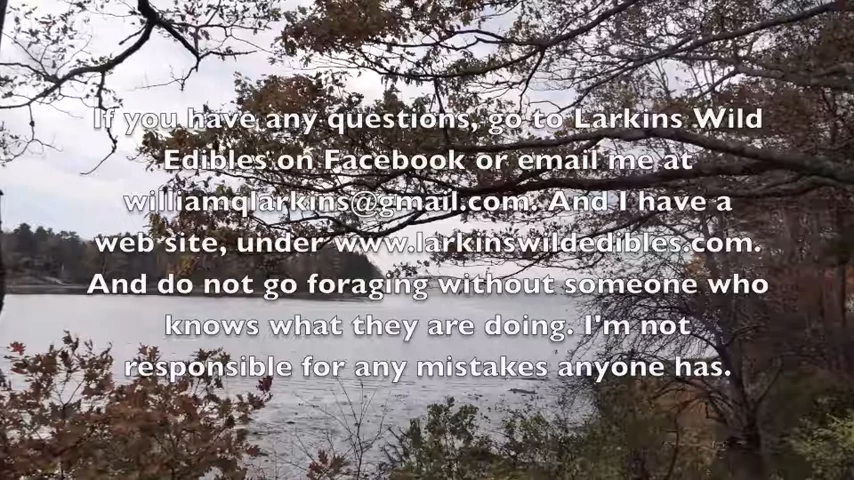 If you have any questions, go to Larkins Wild
Edibles on Facebook or email me at
williamqlarkins@gmail.com. And I have a
web site, under www.larkinswildedibles.com.
And do not go foraging without someone who
knows what they are doing. I'm not
responsible for any mistakes anyone has.